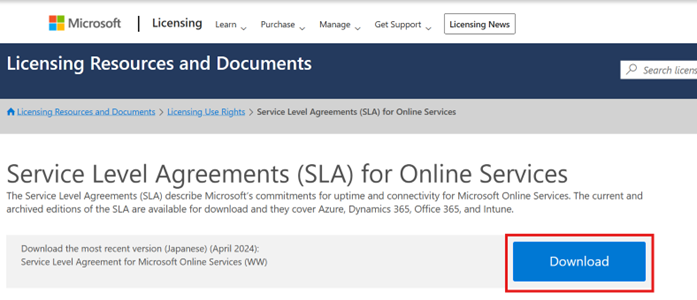 Microsoft Licensing Learn Purchase Manage Get Support Licensing News
Licensing Resources and Documents
Search licens
Licensing Resources and Documents > Licensing Use Rights > Service Level Agreements (SLA) for Online Services
Service Level Agreements (SLA) for Online Services
The Service Level Agreements (SLA) describe Microsoft's commitments for uptime and connectivity for Microsoft Online Services. The current and
archived editions of the SLA are available for download and they cover Azure, Dynamics 365, Office 365, and Intune.
Download the most recent version (Japanese) (April 2024):
Service Level Agreement for Microsoft Online Services (WW)
Download